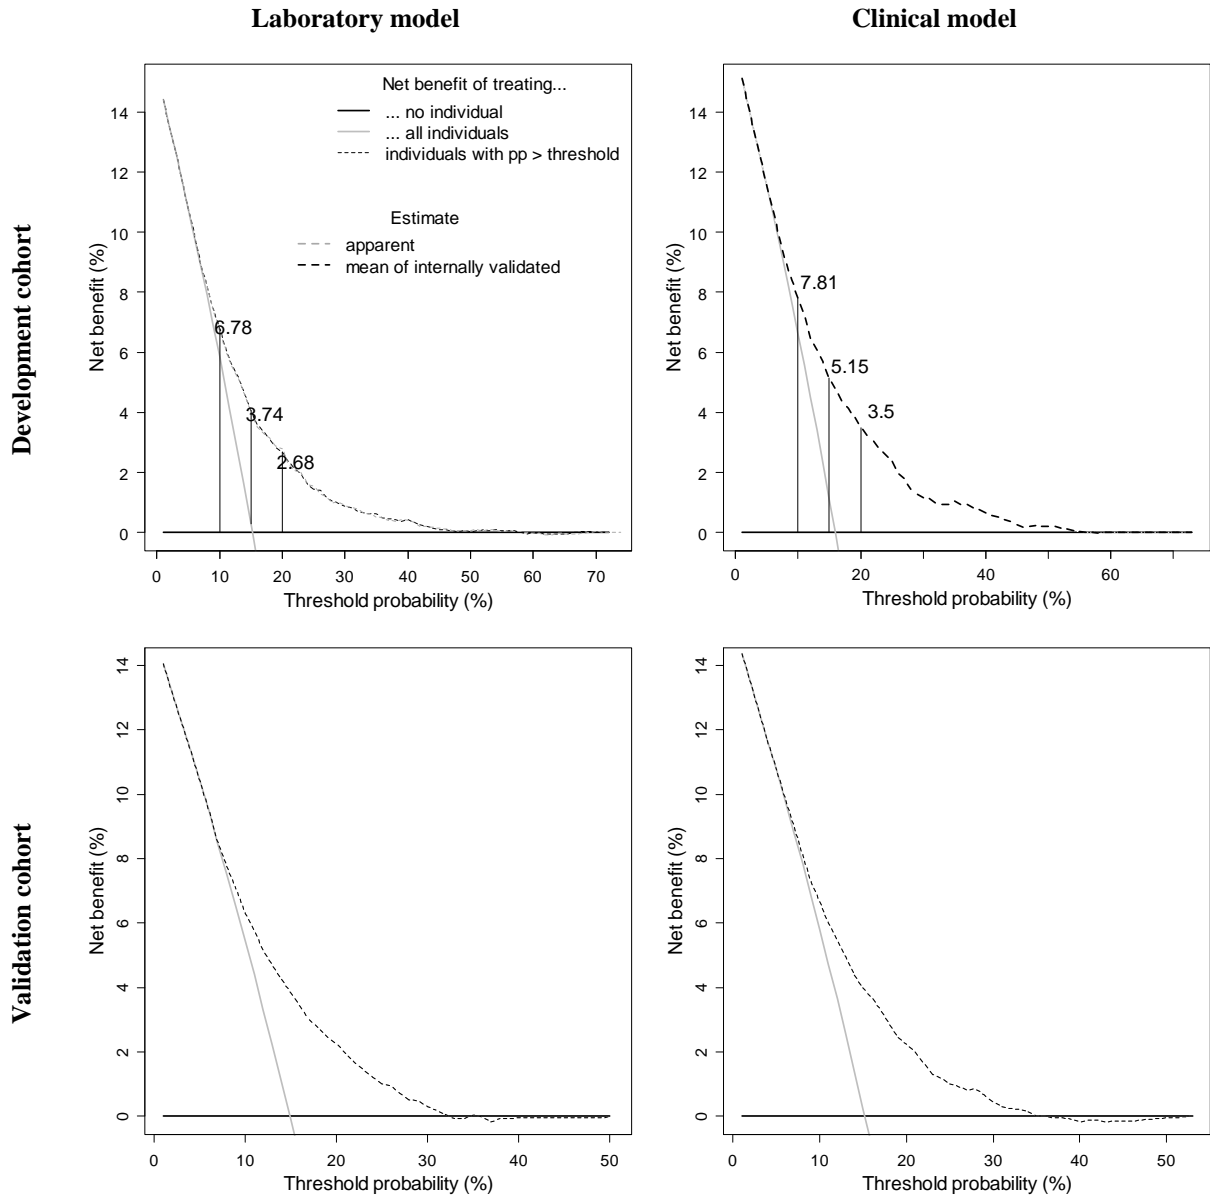 Laboratory model
Clinical model
Development cohort
Net benefit (%)
14
12
10
8
6
4
2
0
Net benefit of treating...
... no individual
... all individuals
individuals with pp > threshold
Estimate
apparent
mean of internally validated
6.78
3.74
2.68
0 10 20 30 40 50 60 70
Threshold probability (%)
Net benefit (%)
14
12
10
8
6
4
2
0
7.81
5.15
3.5
0 20 40 60
Threshold probability (%)
Validation cohort
Net benefit (%)
14
12
10
8
6
4
2
0
0 10 20 30 40 50
Threshold probability (%)
Net benefit (%)
14
12
10
8
6
4
2
0
0 10 20 30 40 50
Threshold probability (%)